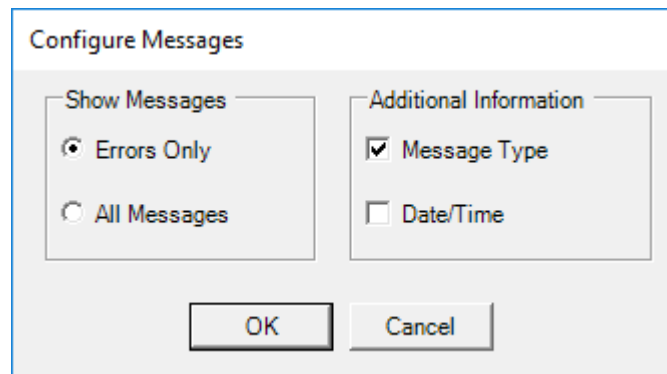 Configure Messages
Show Messages
Errors Only
All Messages
Additional Information
Message Type
Date/Time
OK
Cancel